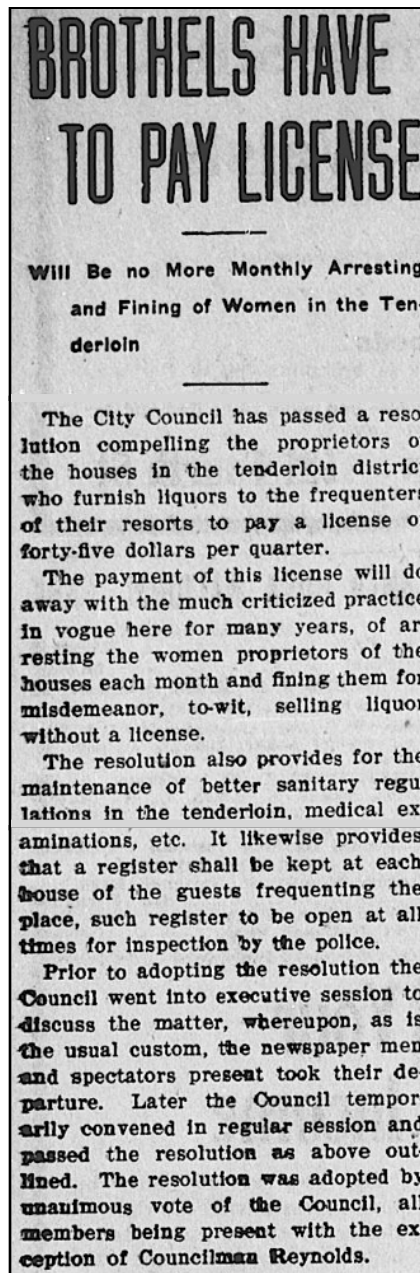 BROTHELS HAVE
TO PAY LICENSE
Will Be no More Monthly Arresting
and Fining of Women in the Ten-
derloin
The City Council has passed a reso
lution compelling the proprietors o
the houses in the tenderloin distric
who furnish liquors to the frequenters
of their resorts to pay a license o
forty-five dollars per quarter.
The payment of this license will do
away with the much criticized practice
in vogue here for many years, of ar
resting the women proprietors of the
houses each month and fining them for
misdemeanor, to-wit, selling liquor
without a license.
The resolution also provides for the
maintenance of better sanitary regu
lations in the tenderloin, medical ex
aminations, etc. It likewise provides
that a register shall be kept at each
house of the guests frequenting the
place, such register to be open at all
times for inspection by the police.
Prior to adopting the resolution the
Council went into executive session to
discuss the matter, whereupon, as is
the usual custom, the newspaper men
and spectators present took their de-
parture. Later the Council tempor
arily convened in regular session and
passed the resolution as above out-
lined. The resolution was adopted by
unanimous vote of the Council, all
members being present with the ex
ception of Councilman Reynolds.